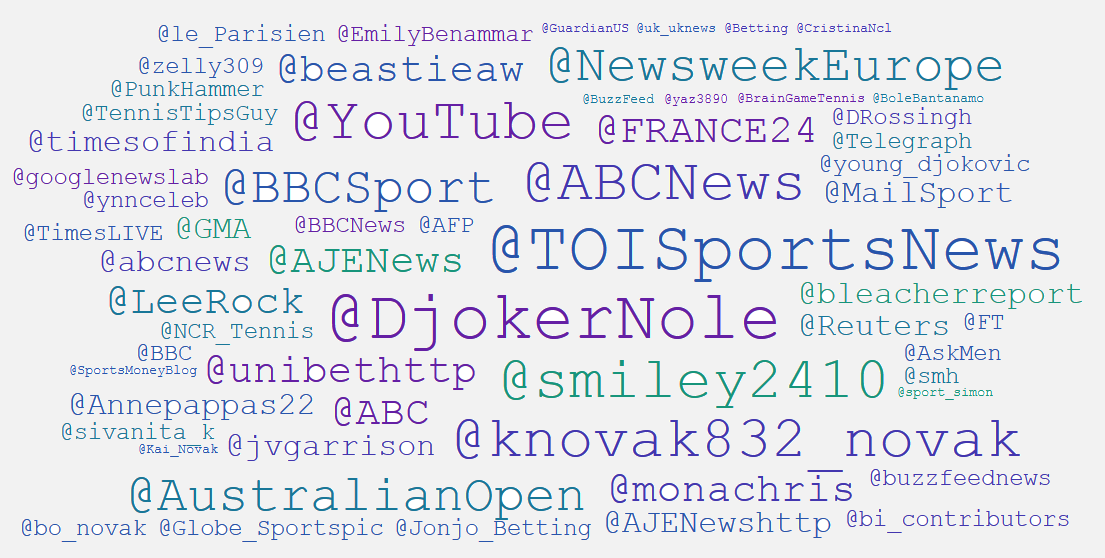 @le_Parisien @EmilyBenammar @GuardianUS @uk_uknews @Betting @CristinaNcl
@zelly309 @beastieaw @NewsweekEurope
@PunkHammer @BuzzFeed @yaz3890 @BrainGameTennis @BoleBantanamo
@TennisTipsGuy @YouTube @FRANCE24 @DRossingh
@timesofindia @Telegraph
@googlenewslab @BBCSport @ABCNews @young_djokovic
@ynnceleb @MailSport
@TimesLIVE @GMA @BBCNews @AFP @TOISportsNews
@abcnews @AJENews
@LeeRock @DjokerNole @bleacherreport
@NCR_Tennis @Reuters @FT
@BBC @unibethttp @smiley2410 @AskMen
@SportsMoneyBlog @smh
@Annepappas22 @ABC @sport_simon
@sivanita_k @jvgarrison @knovak832_novak
@Kai_Novak
@AustralianOpen @monachris @buzzfeednews
@bo_novak @Globe_Sportspic @Jonjo_Betting @AJENewshttp @bi_contributors